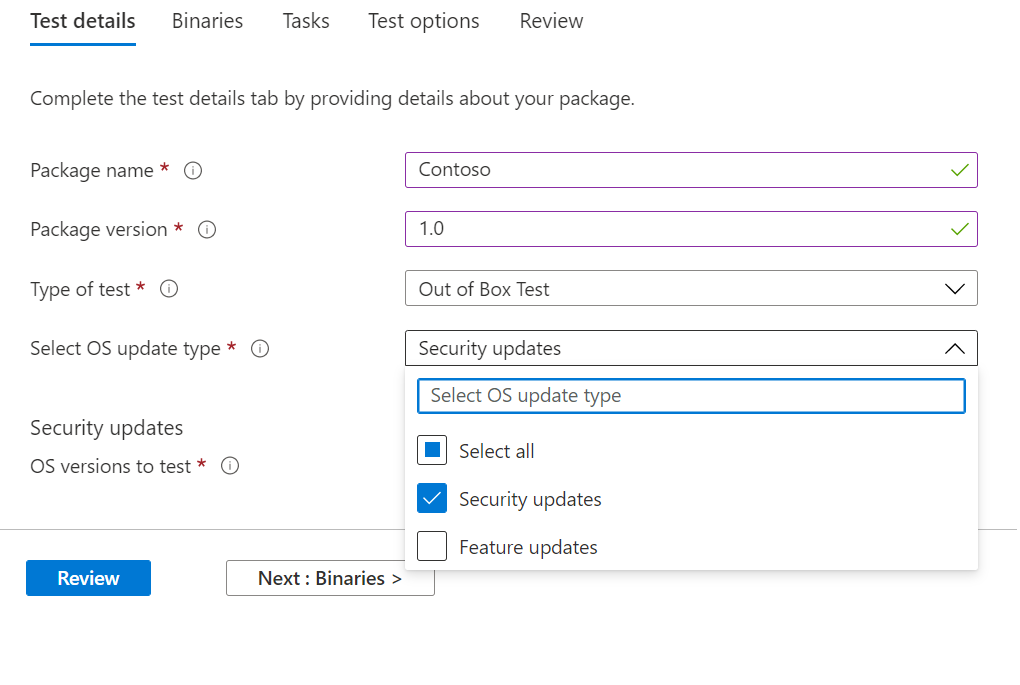 Test details Binaries Tasks Test options Review
Complete the test details tab by providing details about your package.
Package name * Contoso
Package version * 1.0
Type of test * Out of Box Test
Select OS update type * Security updates
Select OS update type
Security updates
OS versions to test *
Select all
Security updates
Feature updates
Review Next : Binaries >